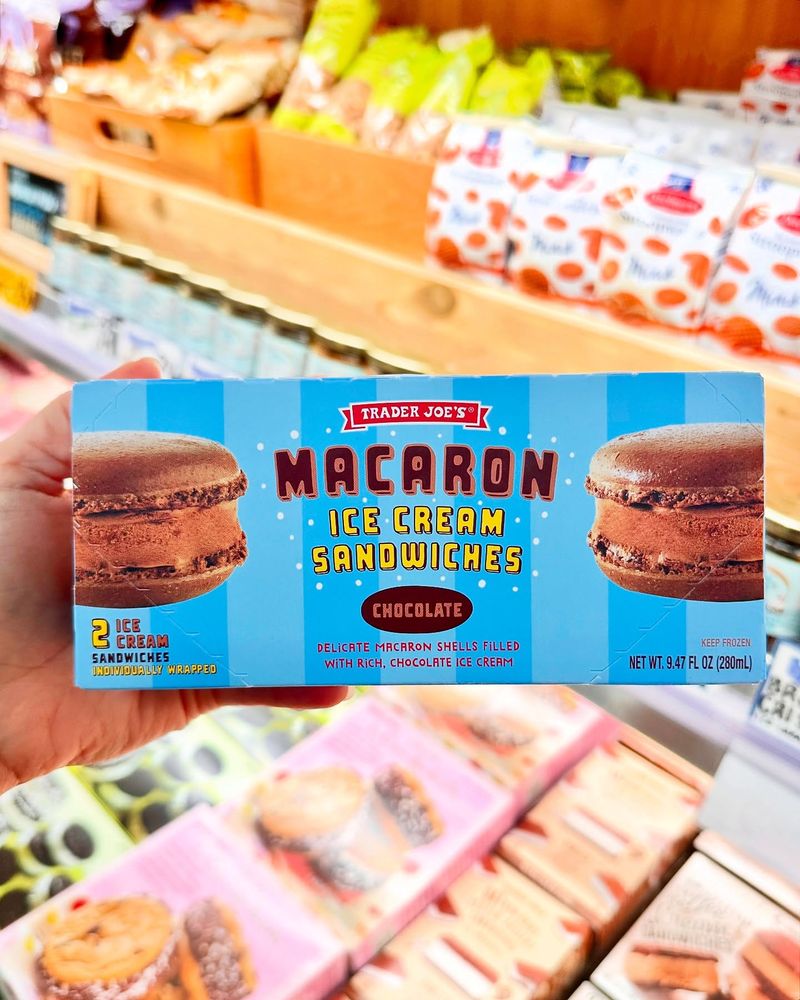 TRADER JOE'S®
MACARON
ICE CREAM
SANDWICHES
CHOCOLATE
2 ICE
CREAM
SANDWICHES
INDIVIDUALLY WRAPPED
DELICATE MACARON SHELLS FILLED
WITH RICH, CHOCOLATE ICE CREAM
KEEP FROZEN
NET WT. 9.47 FL OZ (280mL)